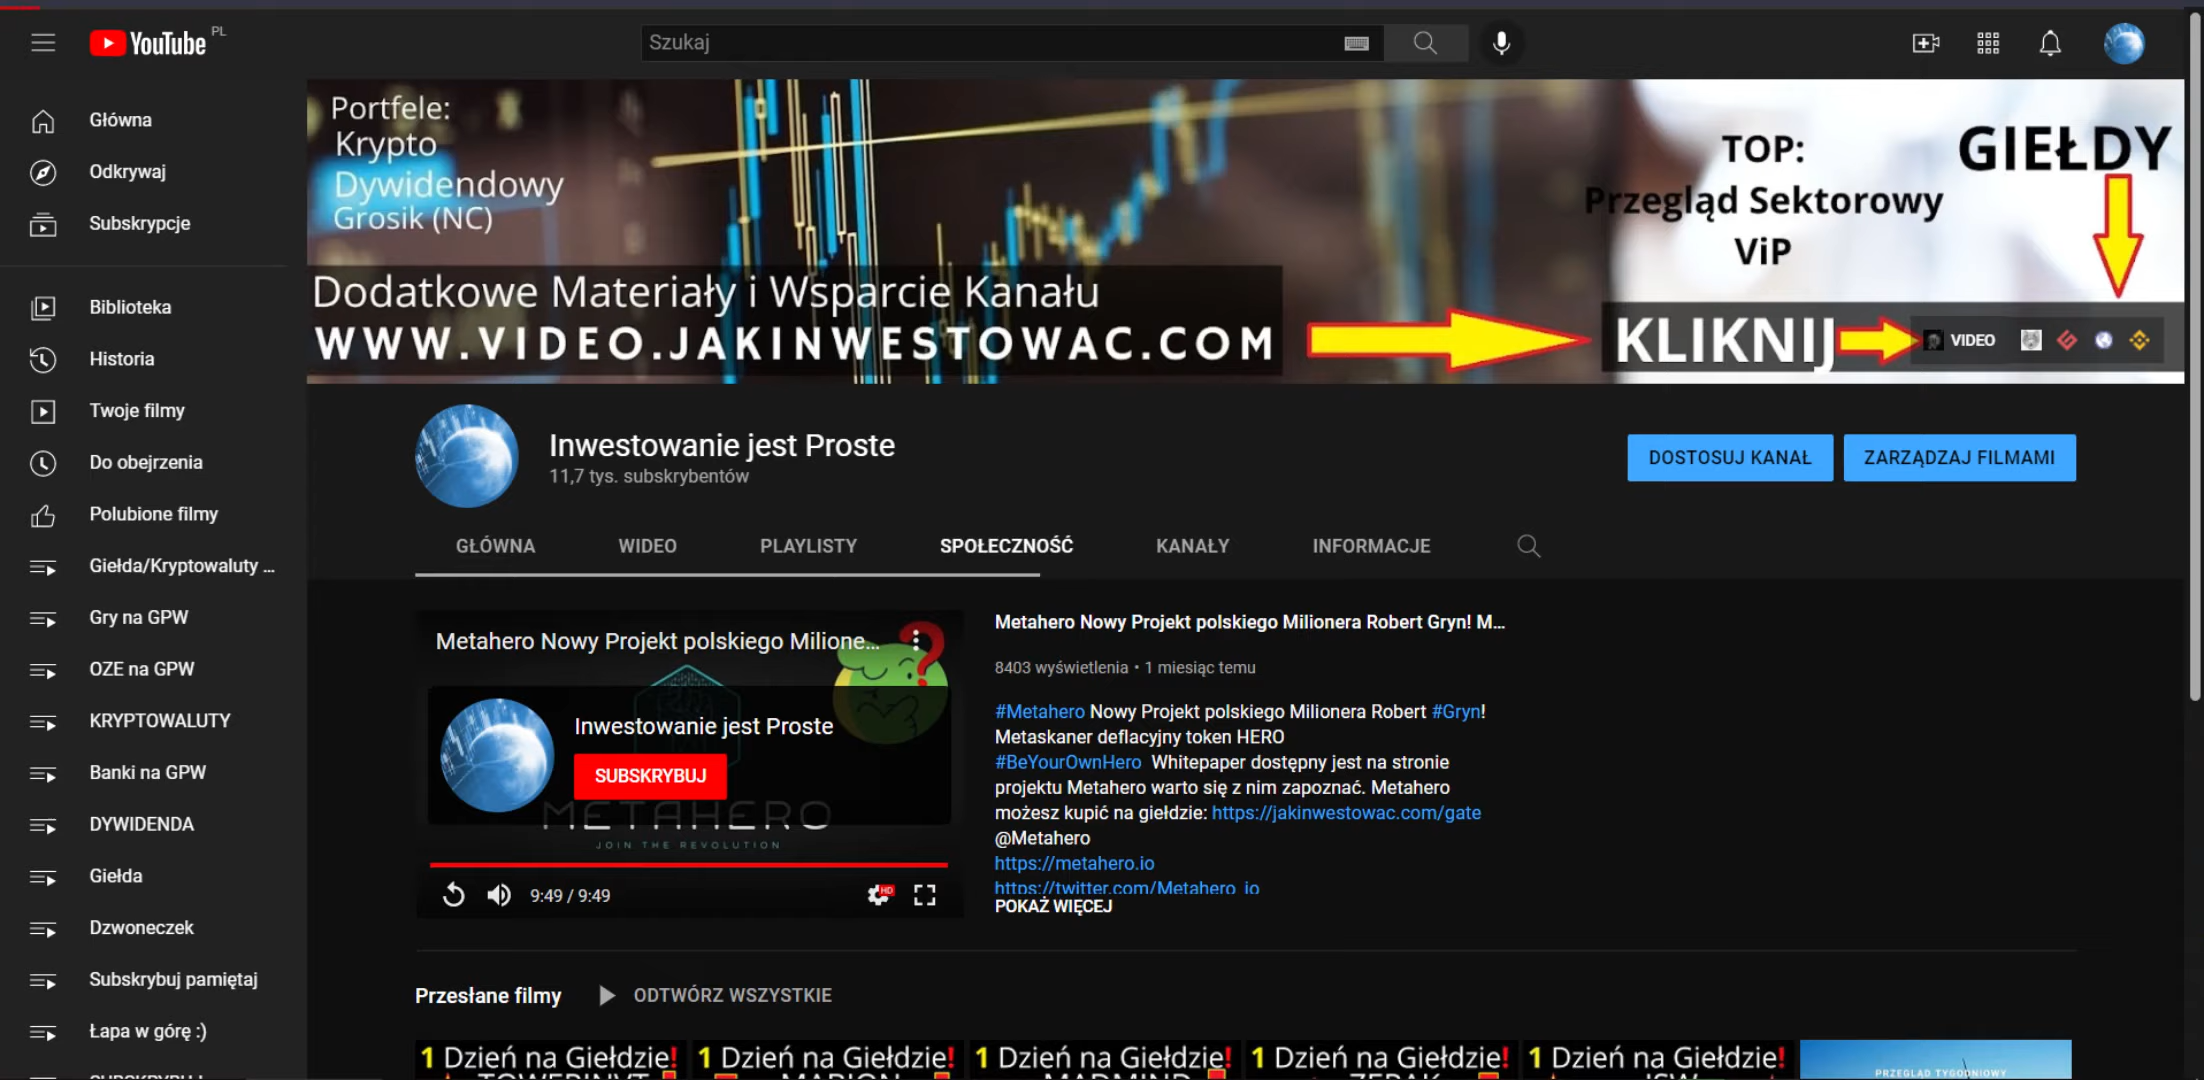 YouTube PL
Szukaj
Główna
Odkrywaj
Subskrypcje
Biblioteka
Historia
Twoje filmy
Do obejrzenia
Polubione filmy
Giełda/Kryptowaluty ...
Gry na GPW
OZE na GPW
KRYPTOWALUTY
Banki na GPW
DYWIDENDA
Giełda
Dzwoneczek
Subskrybuj pamiętaj
Łapa w górę :)
Portfele:
Krypto
Dywidendowy
Grosik (NC)
Dodatkowe Materiały i Wsparcie Kanału
WWW.VIDEO.JAKINWESTOWAC.COM
TOP:
Przegląd Sektorowy
ViP
GIEŁDY
KLIKNIJ
VIDEO
Inwestowanie jest Proste
11,7 tys. subskrybentów
DOSTOSUJ KANAŁ
ZARZĄDZAJ FILMAMI
GŁÓWNA
WIDEO
PLAYLISTY
SPOŁECZNOŚĆ
KANAŁY
INFORMACJE
Metahero Nowy Projekt polskiego Milione...
Inwestowanie jest Proste
SUBSKRYBUJ
METAHERO
JOIN THE REVOLUTION
9:49 / 9:49
HD
Metahero Nowy Projekt polskiego Milionera Robert Gryn! M...
8403 wyświetlenia • 1 miesiąc temu
#Metahero Nowy Projekt polskiego Milionera Robert #Gryn!
Metaskaner deflacyjny token HERO
#BeYourOwnHero Whitepaper dostępny jest na stronie
projektu Metahero warto się z nim zapoznać. Metahero
możesz kupić na giełdzie: https://jakinwestowac.com/gate
@Metahero
https://metahero.io
https://twitter.com/Metahero_io
POKAŻ WIĘCEJ
Przesłane filmy
ODTWÓRZ WSZYSTKIE
1 Dzień na Giełdzie!
1 Dzień na Giełdzie!
1 Dzień na Giełdzie!
1 Dzień na Giełdzie!
1 Dzień na Giełdzie!
PRZEGLĄD TYGODNIOWY